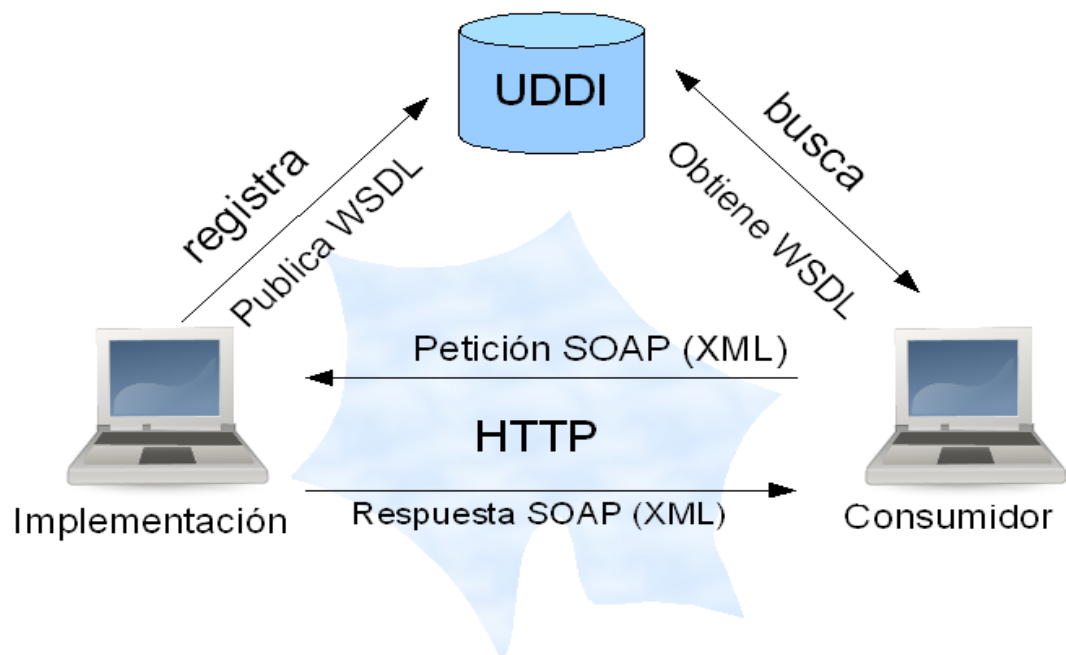 UDDI
registra
Publica WSDL
busca
Obtiene WSDL
Petición SOAP (XML)
HTTP
Respuesta SOAP (XML)
Implementación
Consumidor